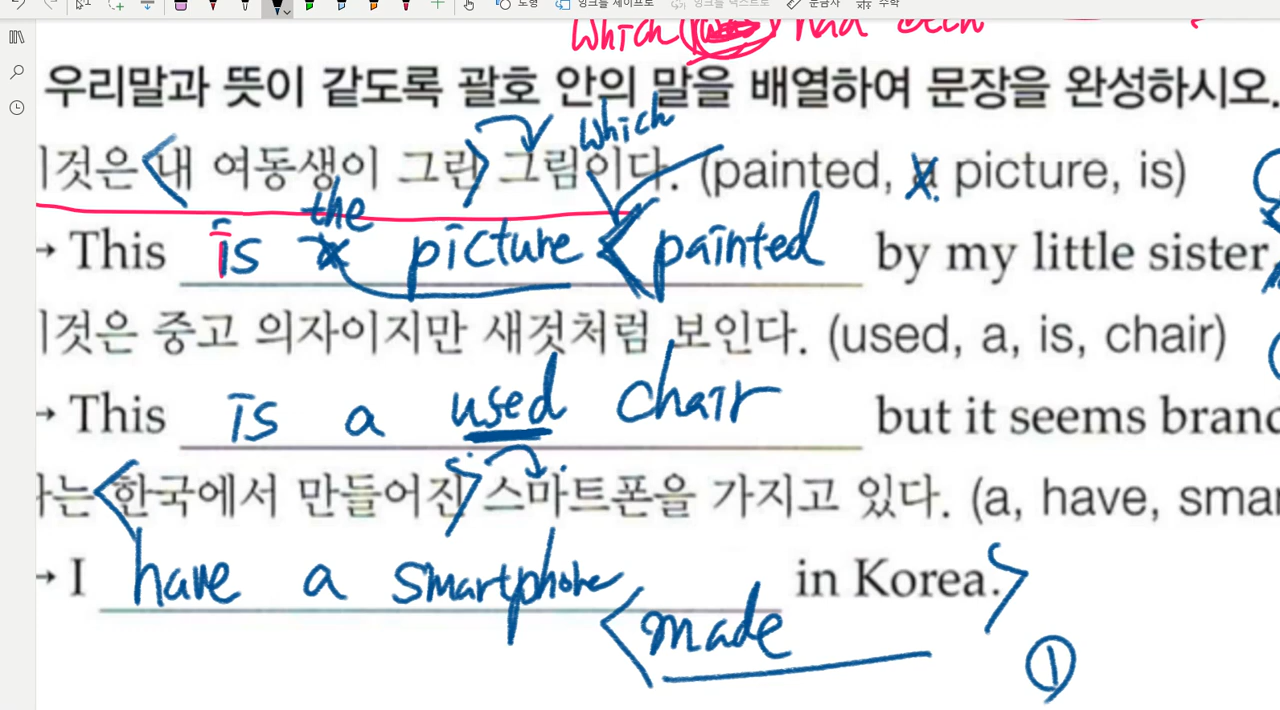 which had been
우리말과 뜻이 같도록 괄호 안의 말을 배열하여 문장을 완성하시오.
which
이것은 내 여동생이 그린 그림이다. (painted, a picture, is)
the
→ This is a picture painted by my little sister
이것은 중고 의자이지만 새것처럼 보인다. (used, a, is, chair)
→ This is a used chair but it seems brand
나는 한국에서 만들어진 스마트폰을 가지고 있다. (a, have, smar
→ I have a smartphone made in Korea.
①